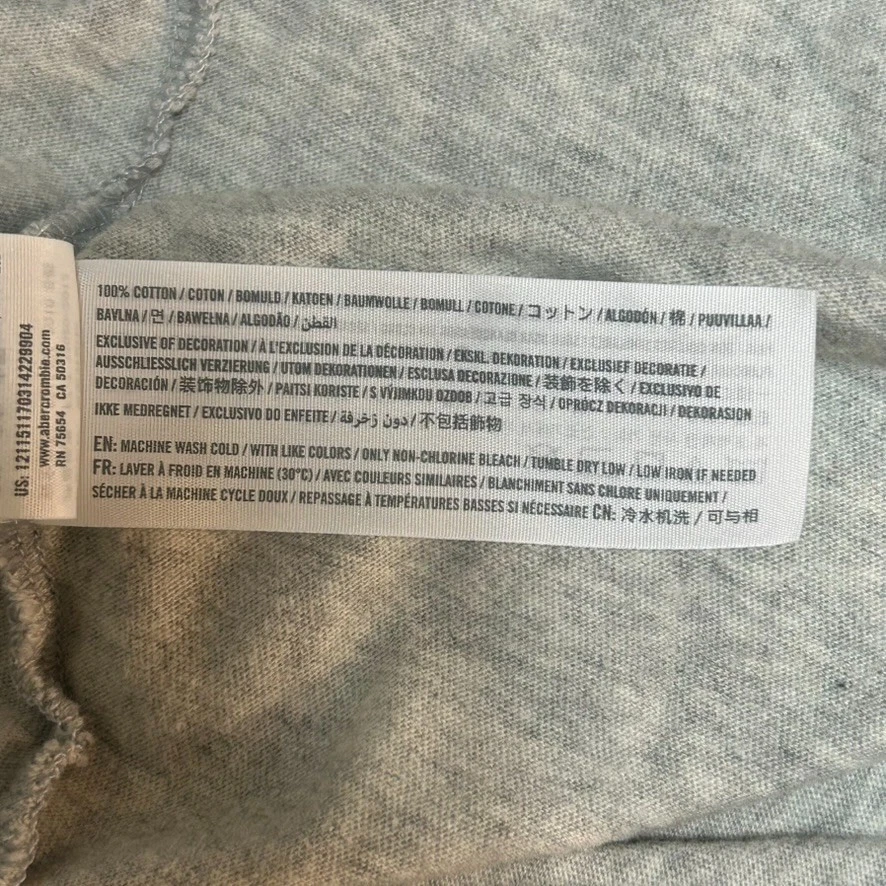 US: 121151170314229904
www.abercrombie.com
RN 75654 CA 50316
100% COTTON / COTON / BOMULD / KATOEN / BAUMWOLLE / BOMULL / COTONE / コットン / ALGODÓN / 棉 / PUUVILLAA /
BAVLNA / 면 / BAWEŁNA / ALGODÃO / القطن
EXCLUSIVE OF DECORATION / À L'EXCLUSION DE LA DÉCORATION / EKSKL. DEKORATION / EXCLUSIEF DECORATIE /
AUSSCHLIESSLICH VERZIERUNG / UTOM DEKORATIONEN / ESCLUSA DECORAZIONE / 装飾を除く / EXCLUSIVO DE
DECORACIÓN / 装饰物除外 / PAITSI KORISTE / S VÝJIMKOU OZDOB / 고급 장식 / OPRÓCZ DEKORACJI / DEKORASJON
IKKE MEDREGNET / EXCLUSIVO DO ENFEITE / دون زخرفة / 不包括飾物
EN: MACHINE WASH COLD / WITH LIKE COLORS / ONLY NON-CHLORINE BLEACH / TUMBLE DRY LOW / LOW IRON IF NEEDED
FR: LAVER À FROID EN MACHINE (30°C) / AVEC COULEURS SIMILAIRES / BLANCHIMENT SANS CHLORE UNIQUEMENT /
SÉCHER À LA MACHINE CYCLE DOUX / REPASSAGE À TEMPÉRATURES BASSES SI NÉCESSAIRE CN: 冷水机洗 / 可与相